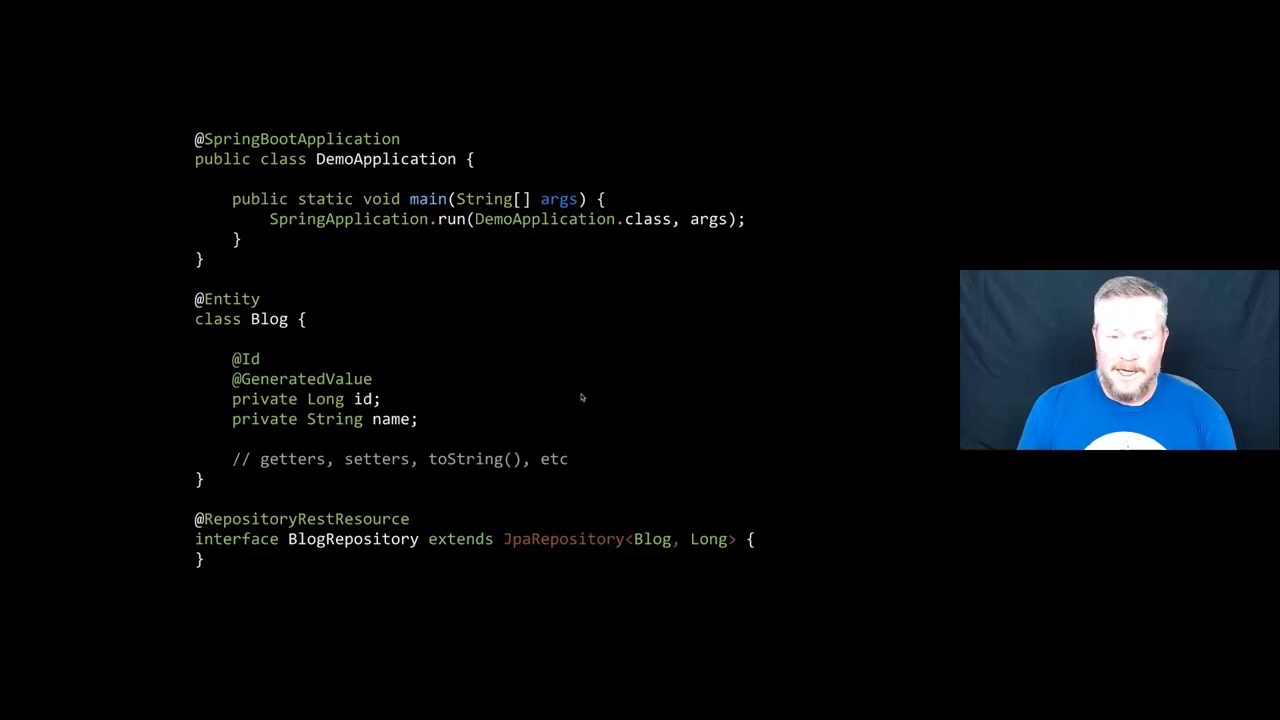 @SpringBootApplication
public class DemoApplication {
public static void main(String[] args) {
SpringApplication.run(DemoApplication.class, args);
}
}
@Entity
class Blog {
@Id
@GeneratedValue
private Long id;
private String name;
// getters, setters, toString(), etc
}
@RepositoryRestResource
interface BlogRepository extends JpaRepository<Blog, Long> {
}